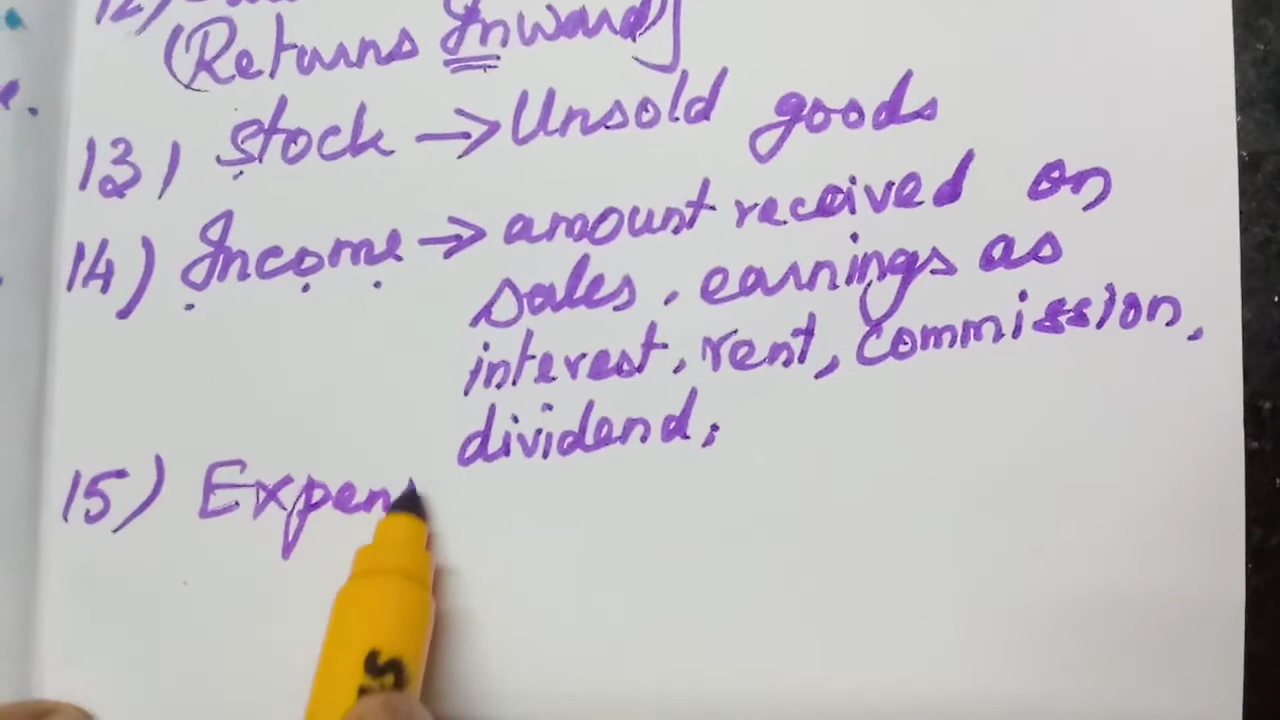 12)
(Returns Inward)
13) Stock → Unsold goods
14) Income → amount received on
sales, earnings as
interest, rent, commission,
dividend.
15) Expen